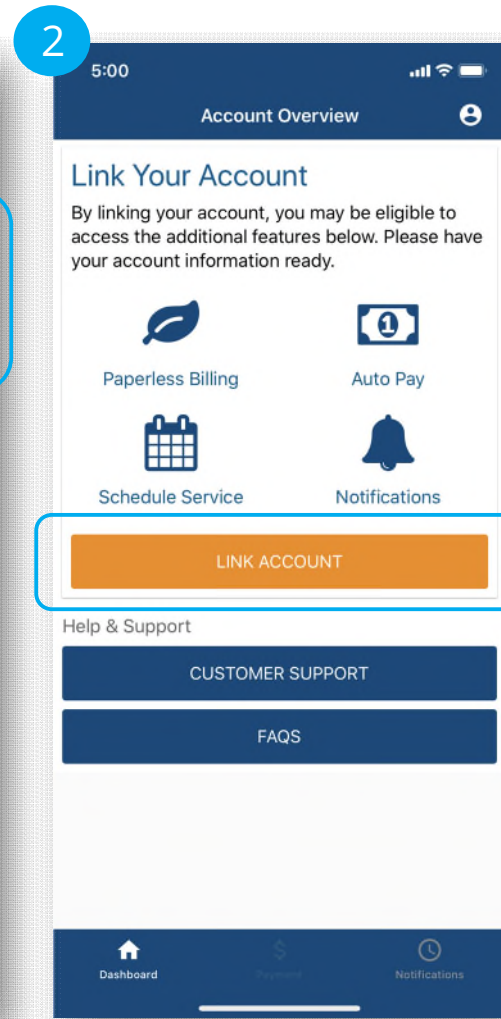 2
5:00
Account Overview
Link Your Account
By linking your account, you may be eligible to
access the additional features below. Please have
your account information ready.
1
Paperless Billing
Auto Pay
Schedule Service
Notifications
LINK ACCOUNT
Help & Support
CUSTOMER SUPPORT
FAQS
$
Dashboard
Payment
Notifications